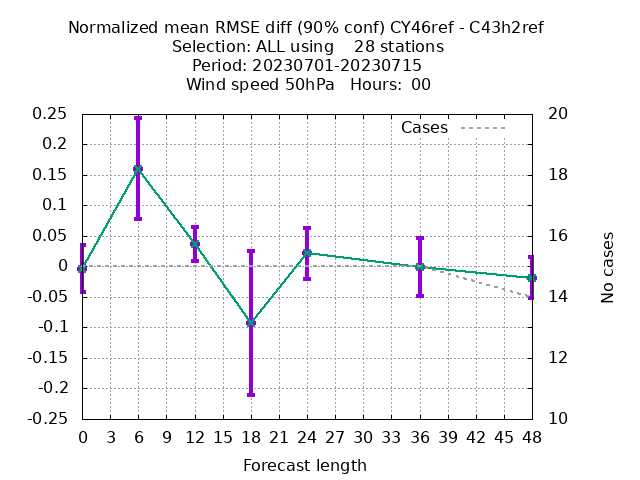 Normalized mean RMSE diff (90% conf) CY46ref - C43h2ref
Selection: ALL using    28 stations
Period: 20230701-20230715
Wind speed 50hPa   Hours:  00
Cases
0.25
0.2
0.15
0.1
0.05
0
-0.05
-0.1
-0.15
-0.2
-0.25
20
18
16
14
12
10
No cases
0 3 6 9 12 15 18 21 24 27 30 33 36 39 42 45 48
Forecast length